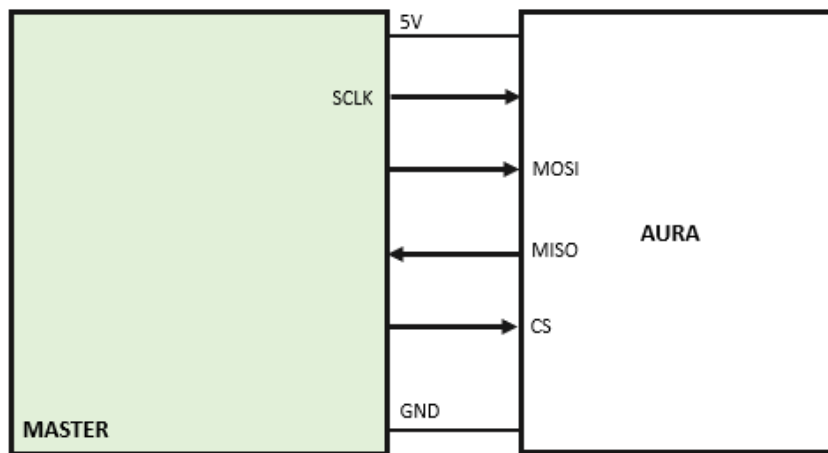 5V
SCLK
MOSI
MISO
AURA
CS
GND
MASTER